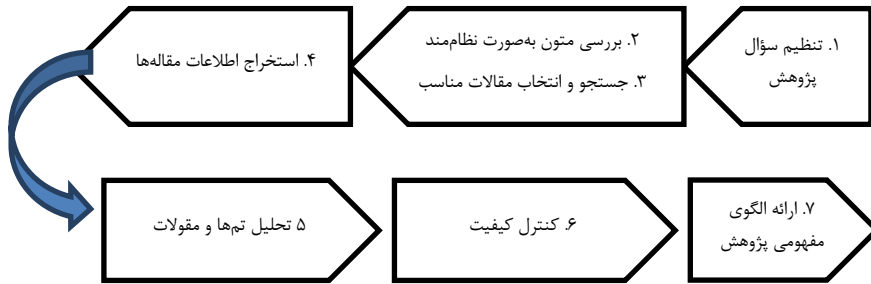 ۱. تنظیم سؤال
پژوهش
۲. بررسی متون به‌صورت نظام‌مند
۳. جستجو و انتخاب مقالات مناسب
۴. استخراج اطلاعات مقاله‌ها
۵ تحلیل تم‌ها و مقولات
۶. کنترل کیفیت
۷. ارائه الگوی
مفهومی پژوهش